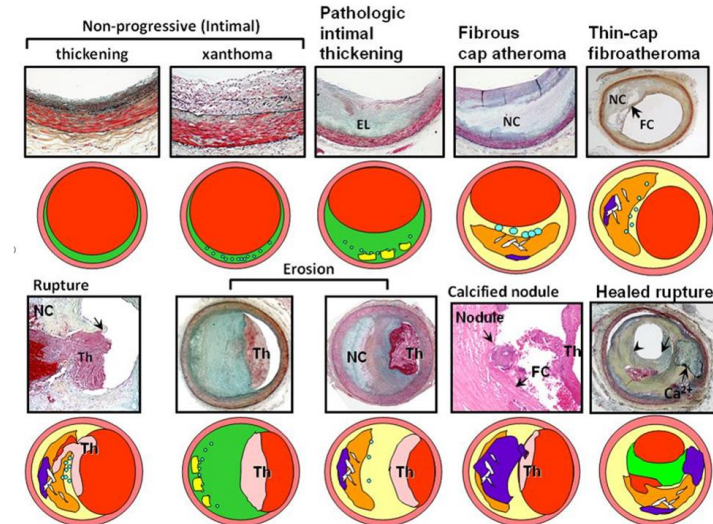 Non-progressive (Intimal)
thickening
xanthoma
Pathologic
intimal
thickening
Fibrous
cap atheroma
Thin-cap
fibroatheroma
EL
NC
NC
FC
Rupture
Erosion
Calcified nodule
Healed rupture
NC
Th
Th
NC
Th
Nodule
FC
Th
Ca2+
Th
Th
Th
Th